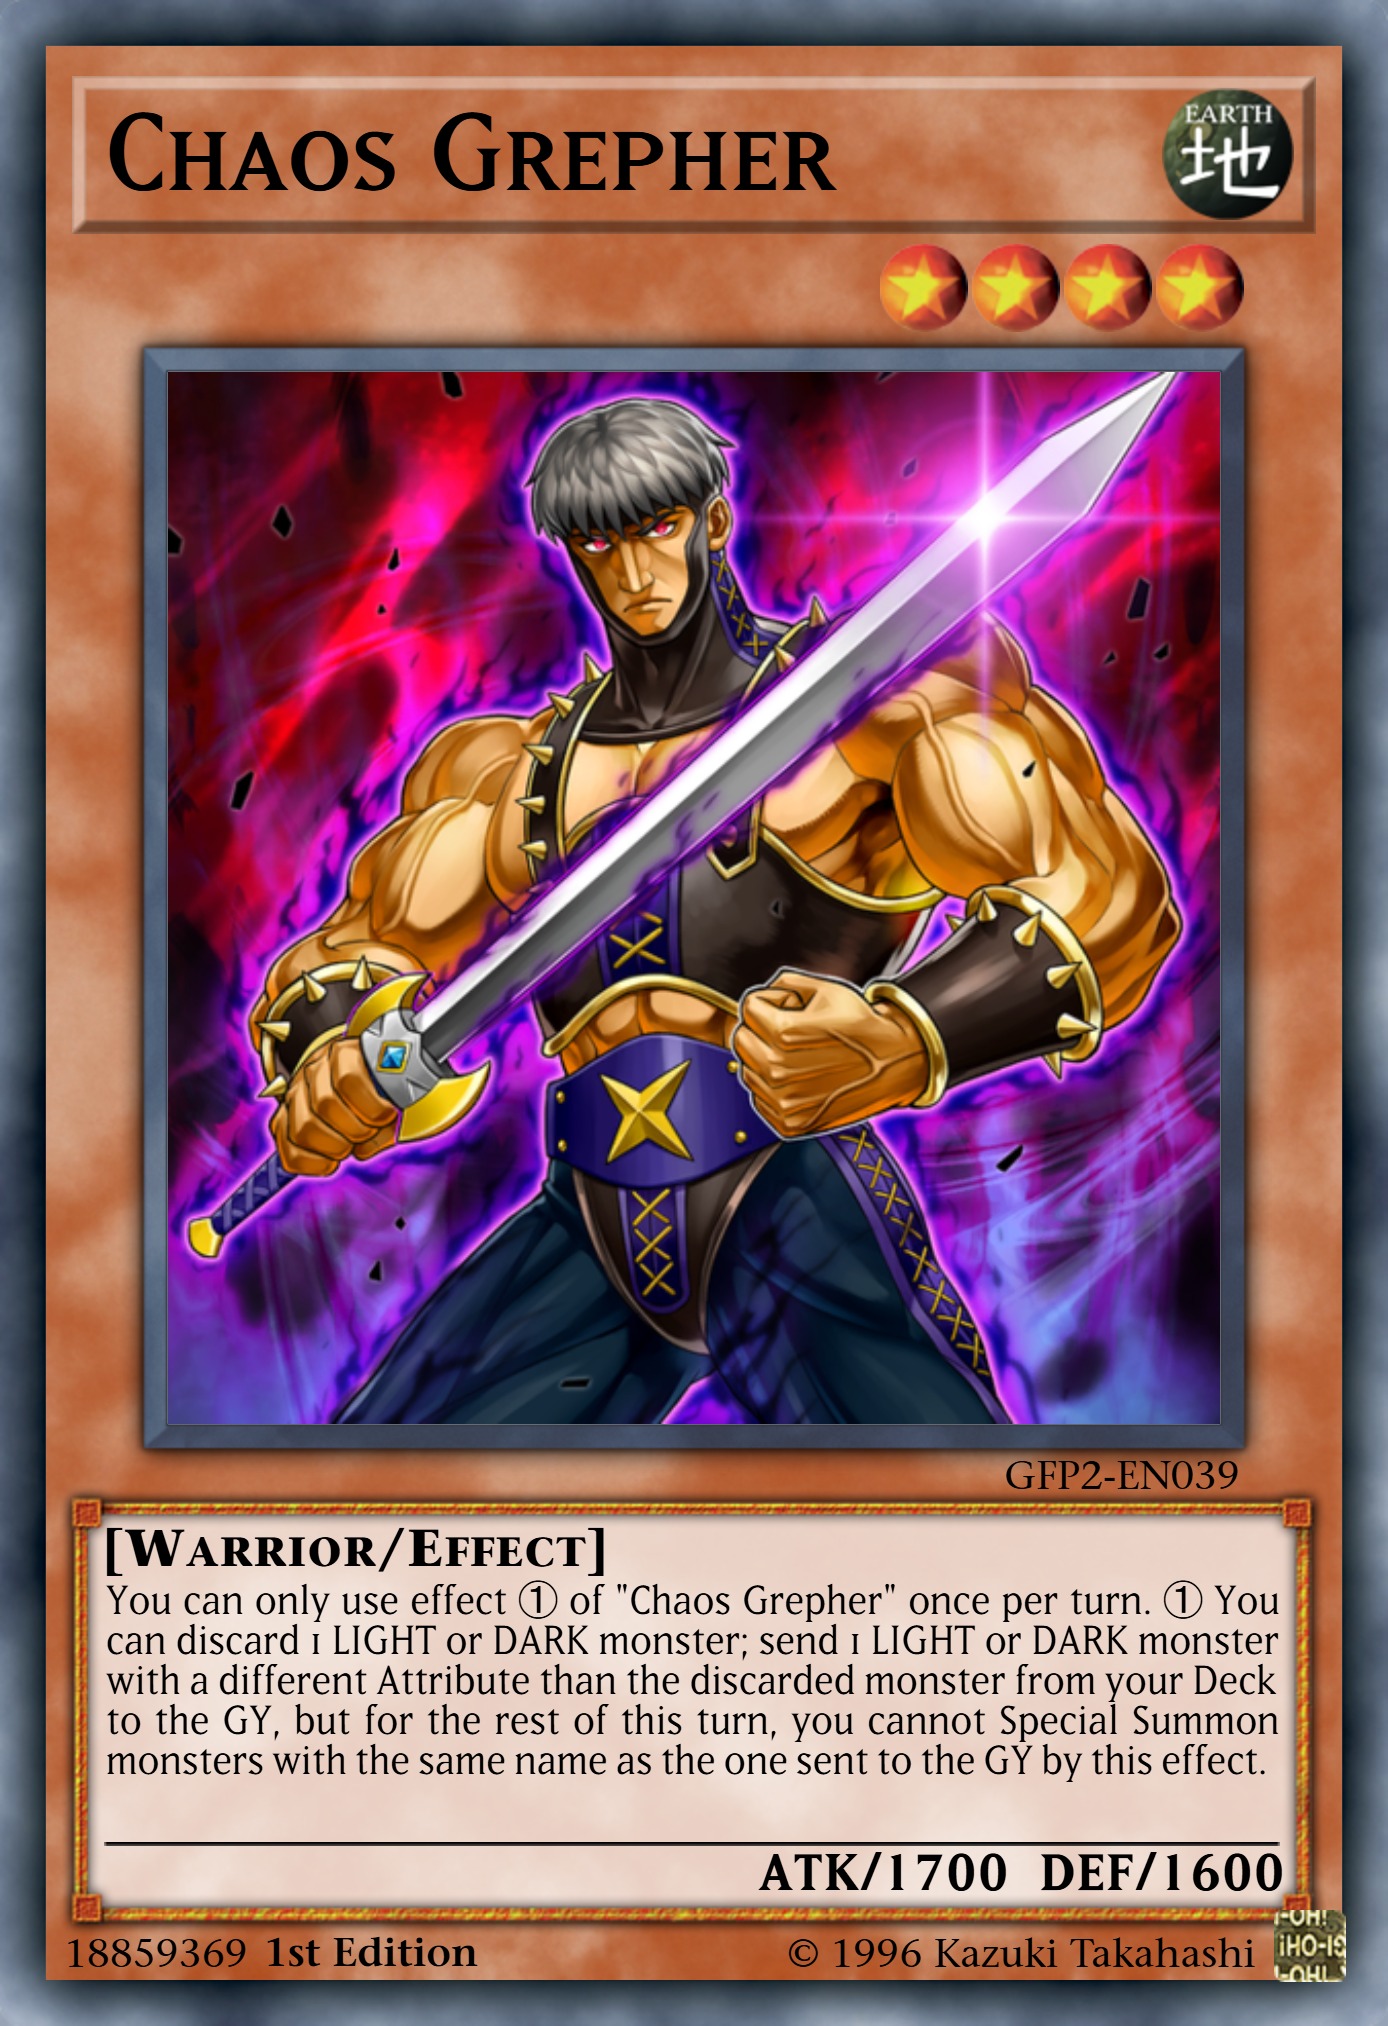 Chaos Grepher
EARTH
地
GFP2-EN039
[Warrior/Effect]
You can only use effect ① of "Chaos Grepher" once per turn. ① You
can discard 1 LIGHT or DARK monster; send 1 LIGHT or DARK monster
with a different Attribute than the discarded monster from your Deck
to the GY, but for the rest of this turn, you cannot Special Summon
monsters with the same name as the one sent to the GY by this effect.
ATK/1700 DEF/1600
18859369 1st Edition
© 1996 Kazuki Takahashi